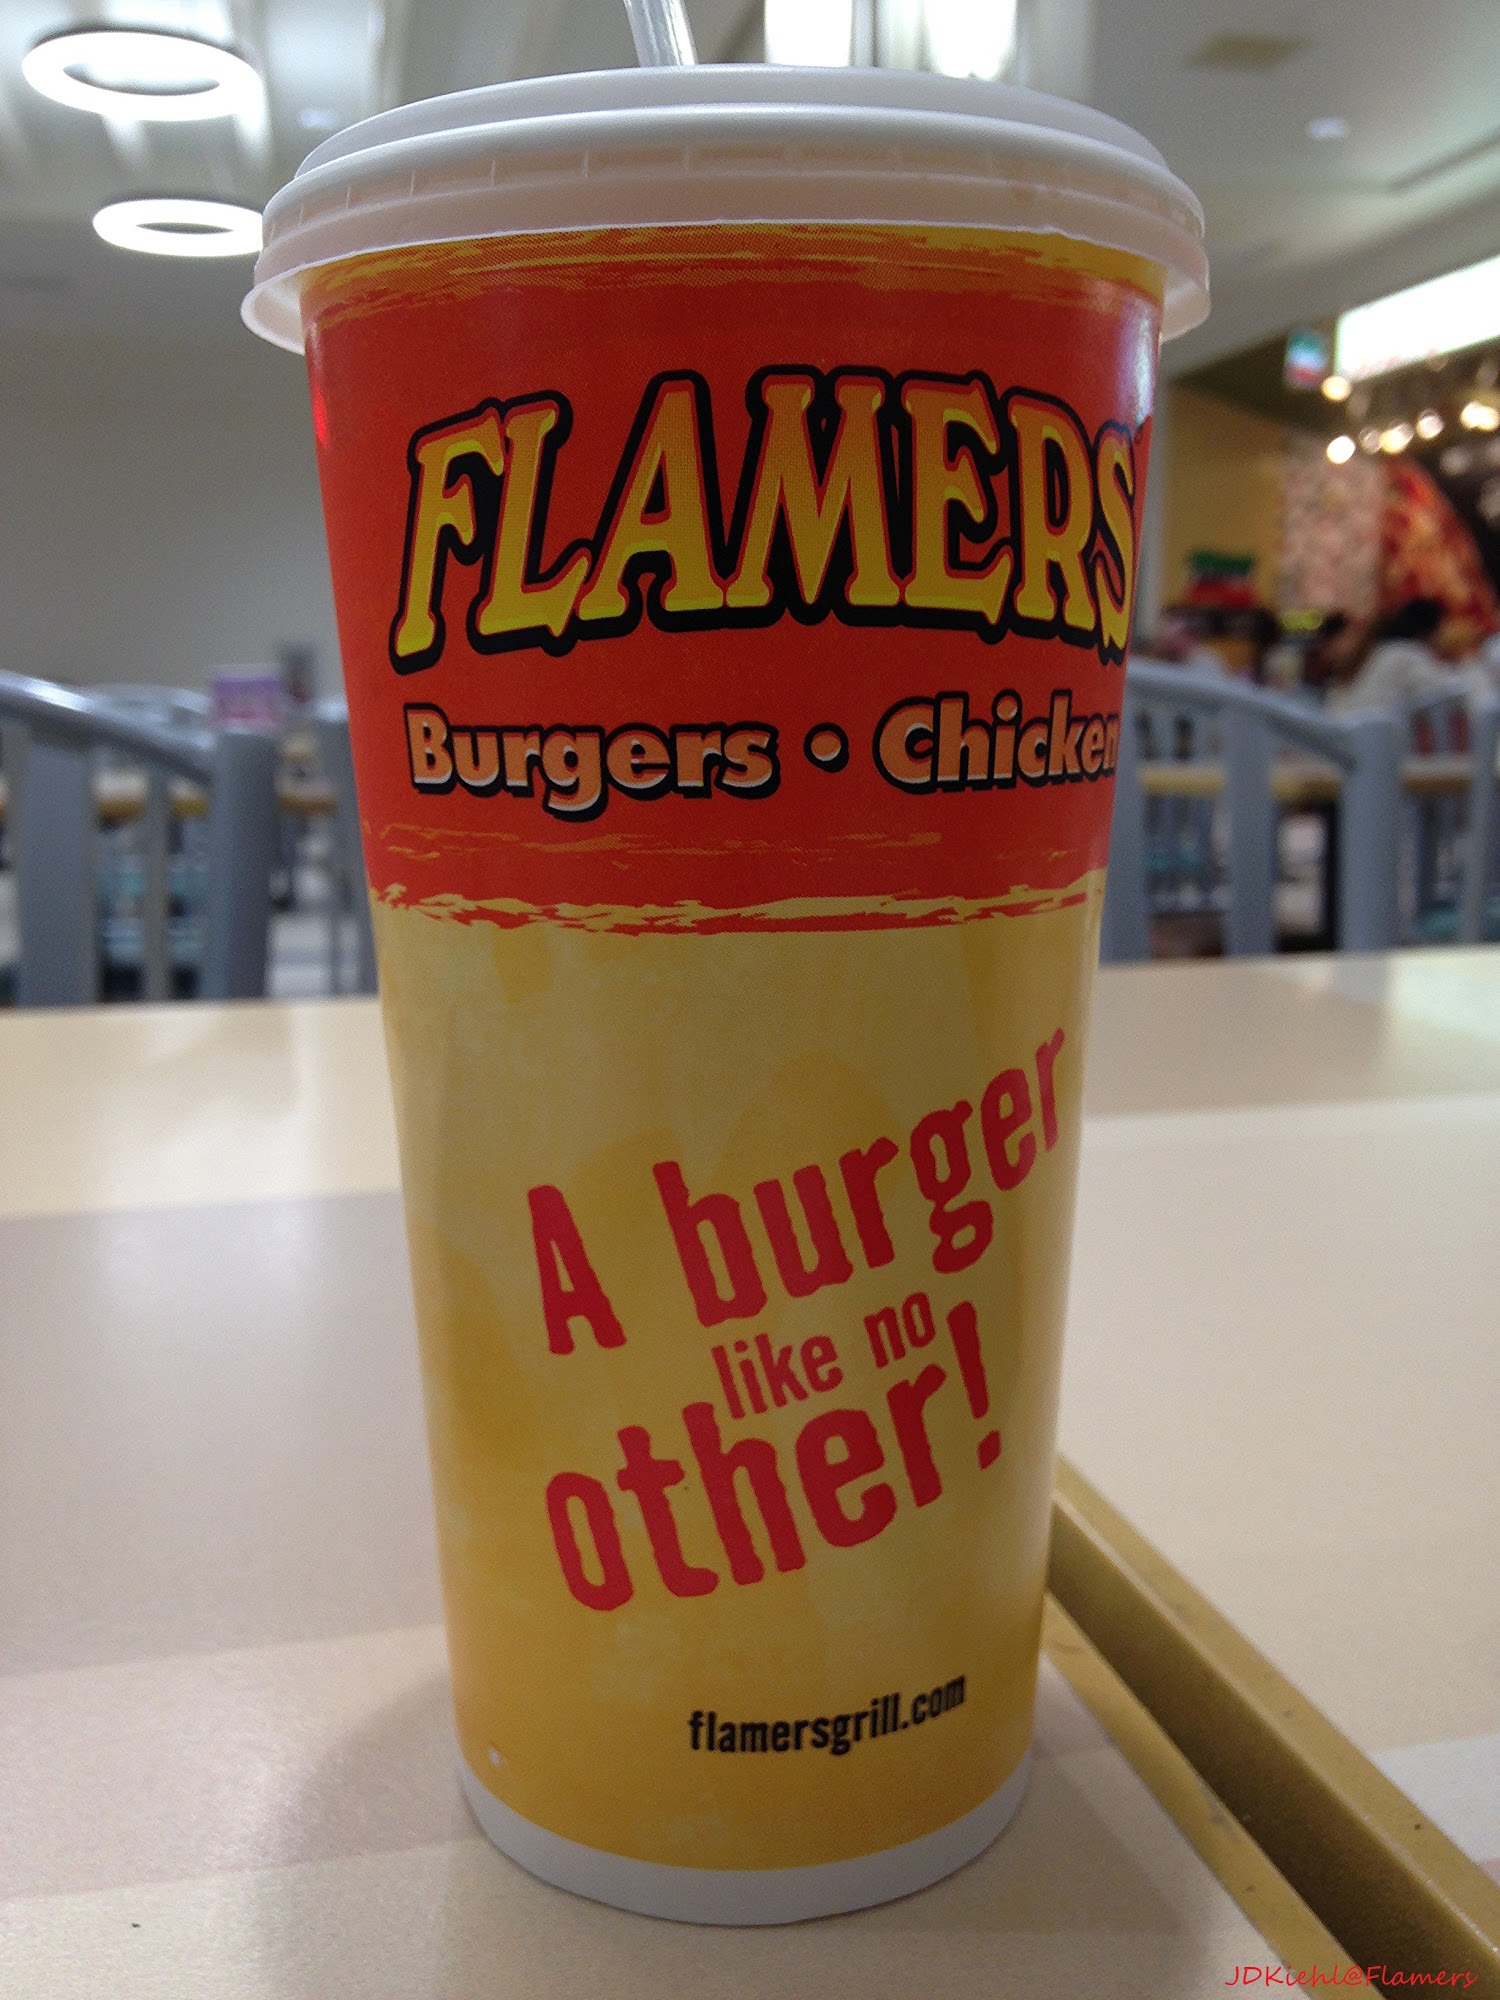 FLAMERS
Burgers • Chicken
A burger
like no
other!
flamersgrill.com
JDKiehl@Flamers